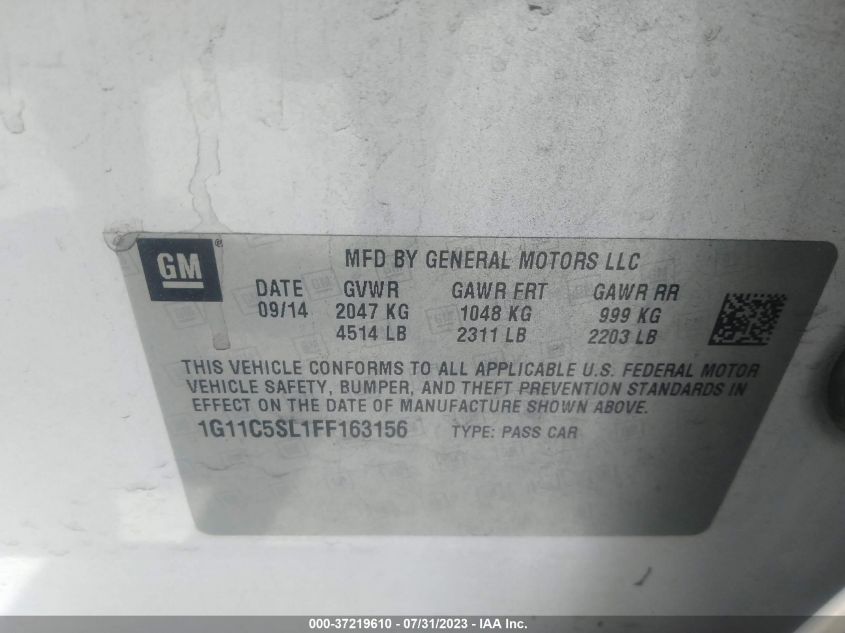 GM ®
MFD BY GENERAL MOTORS LLC
DATE GVWR GAWR FRT GAWR RR
09/14 2047 KG 1048 KG 999 KG
4514 LB 2311 LB 2203 LB
THIS VEHICLE CONFORMS TO ALL APPLICABLE U.S. FEDERAL MOTOR
VEHICLE SAFETY, BUMPER, AND THEFT PREVENTION STANDARDS IN
EFFECT ON THE DATE OF MANUFACTURE SHOWN ABOVE.
1G11C5SL1FF163156 TYPE: PASS CAR
000-37219610 - 07/31/2023 - IAA Inc.